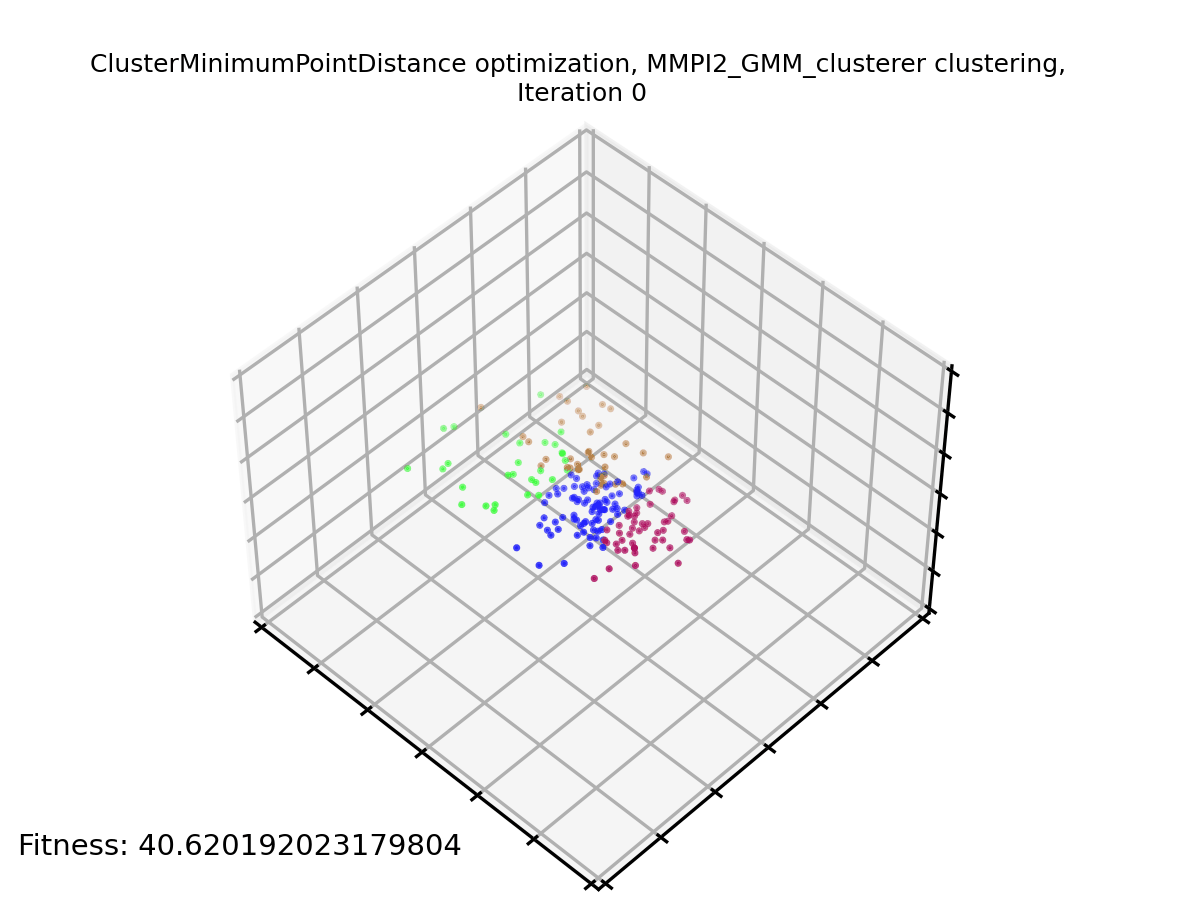 ClusterMinimumPointDistance optimization, MMPI2_GMM_clusterer clustering,
Iteration 0
Fitness: 40.620192023179804